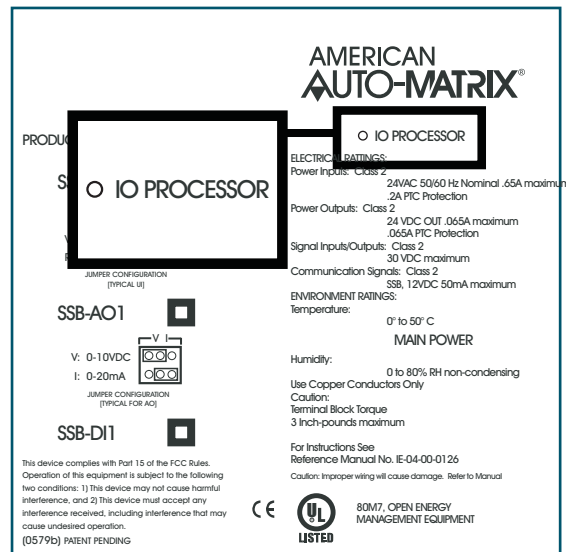 AMERICAN
AUTO-MATRIX®
IO PROCESSOR
PRODUC
IO PROCESSOR
ELECTRICAL RATTINGS:
Power Inputs: Class 2
24VAC 50/60 Hz Nominal .65A maximum
.2A PTC Protection
Power Outputs: Class 2
24 VDC OUT .065A maximum
.065A PTC Protection
Signal Inputs/Outputs: Class 2
30 VDC maximum
Communication Signals: Class 2
SSB, 12VDC 50mA maximum
ENVIRONMENT RATINGS:
Temperature:
0° to 50° C
MAIN POWER
Humidity:
0 to 80% RH non-condensing
Use Copper Conductors Only
Caution:
Terminal Block Torque
3 Inch-pounds maximum
For Instructions See
Reference Manual No. IE-04-00-0126
Caution: Improper wiring will cause damage. Refer to Manual
JUMPER CONFIGURATION
(TYPICAL UI)
SSB-AO1
V I
V: 0-10VDC
I: 0-20mA
JUMPER CONFIGURATION
(TYPICAL FOR AO)
SSB-DI1
This device complies with Part 15 of the FCC Rules.
Operation of this equipment is subject to the following
two conditions: 1) This device may not cause harmful
interference, and 2) This device must accept any
interference received, including interference that may
cause undesired operation.
(0579b) PATENT PENDING
CE
UL
LISTED
80M7, OPEN ENERGY
MANAGEMENT EQUIPMENT